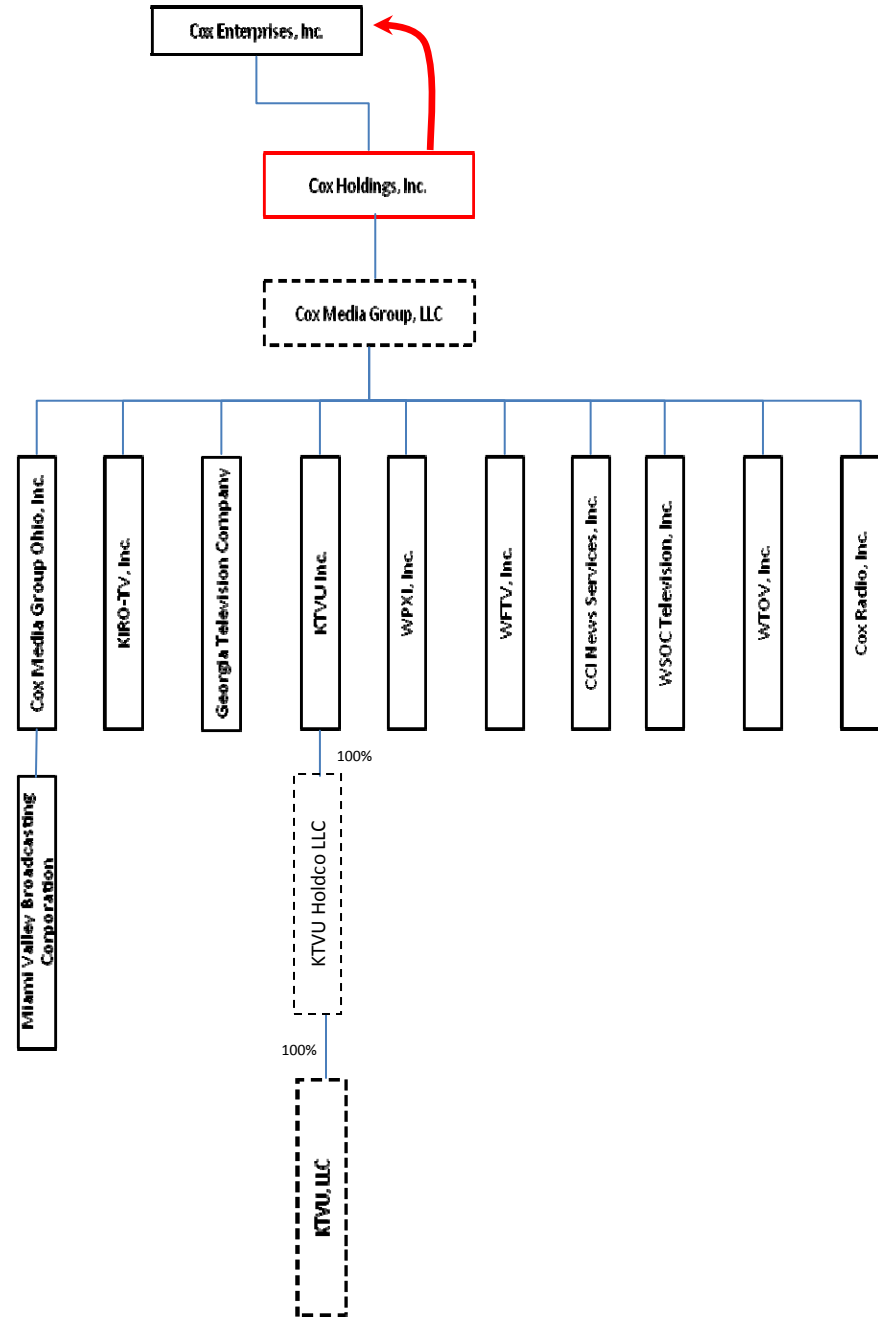 Cox Enterprises, Inc.
Cox Holdings, Inc.
Cox Media Group, LLC
Cox Media Group Ohio, Inc.
KIRO-TV, Inc.
Georgia Television Company
KTVU Inc.
WPXI, Inc.
WFTV, Inc.
CCI News Services, Inc.
WSOC Television, Inc.
WTOV, Inc.
Cox Radio, Inc.
100%
Miami Valley Broadcasting
Corporation
KTVU Holdco LLC
100%
KTVU, LLC